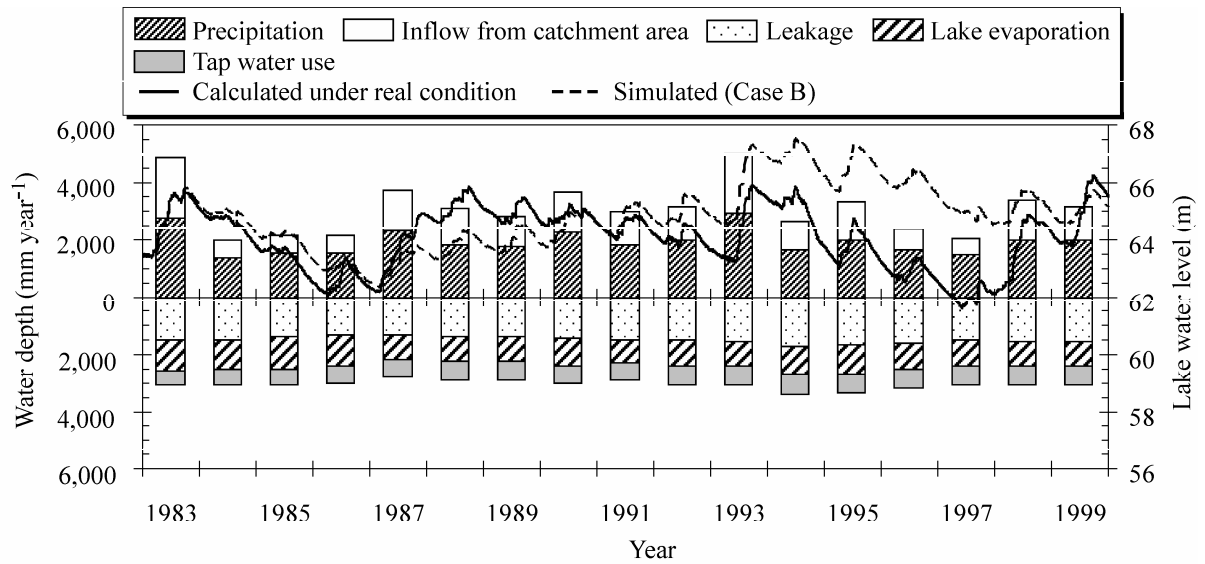 Precipitation Inflow from catchment area Leakage Lake evaporation
Tap water use
Calculated under real condition Simulated (Case B)
6,000 68
4,000 66
2,000 64
0 62
2,000 60
4,000 58
6,000 56
Water depth (mm year-1)
Lake water level (m)
1983 1985 1987 1989 1991 1993 1995 1997 1999
Year